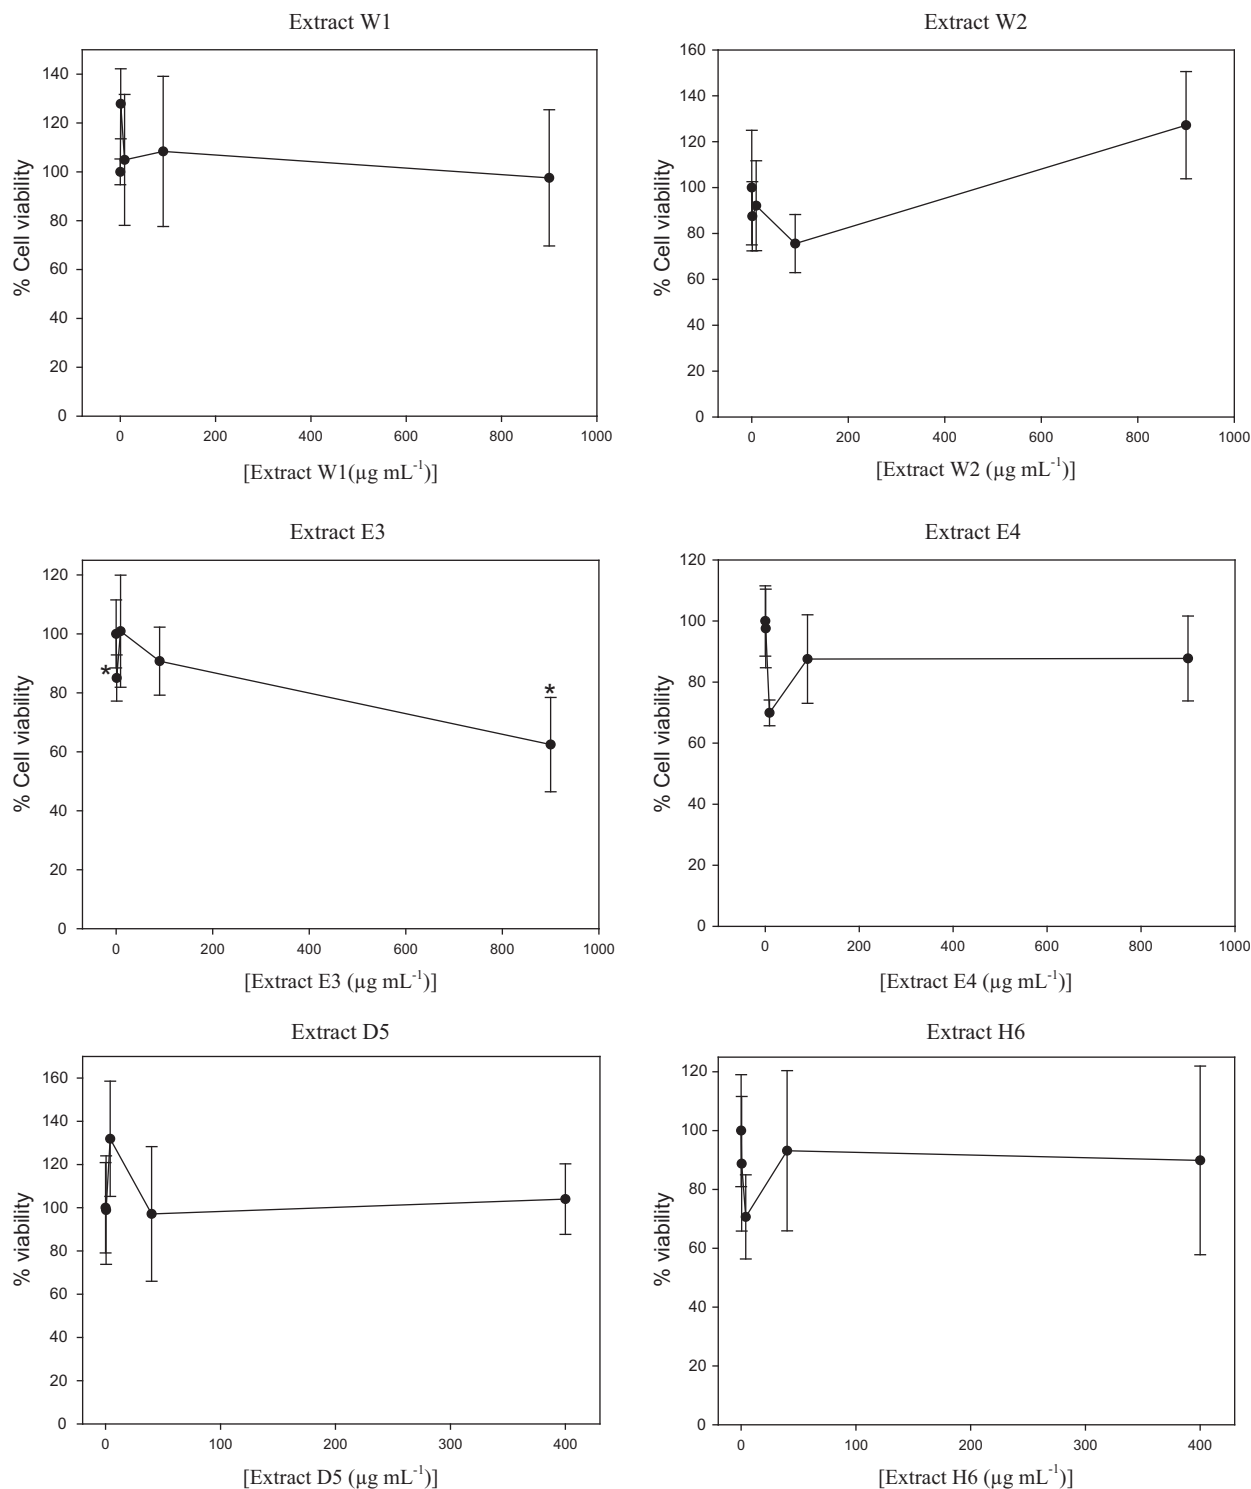 Extract W1
% Cell viability
140
120
100
80
60
40
20
0
0 200 400 600 800 1000
[Extract W1(µg mL⁻¹)]
Extract W2
% Cell viability
160
140
120
100
80
60
40
20
0
0 200 400 600 800 1000
[Extract W2 (µg mL⁻¹)]
Extract E3
% Cell viability
120
100
80
60
40
20
0
*
*
0 200 400 600 800 1000
[Extract E3 (µg mL⁻¹)]
Extract E4
% Cell viability
120
100
80
60
40
20
0
0 200 400 600 800 1000
[Extract E4 (µg mL⁻¹)]
Extract D5
% viability
160
140
120
100
80
60
40
20
0
0 100 200 300 400
[Extract D5 (µg mL⁻¹)]
Extract H6
% viability
120
100
80
60
40
20
0
0 100 200 300 400
[Extract H6 (µg mL⁻¹)]